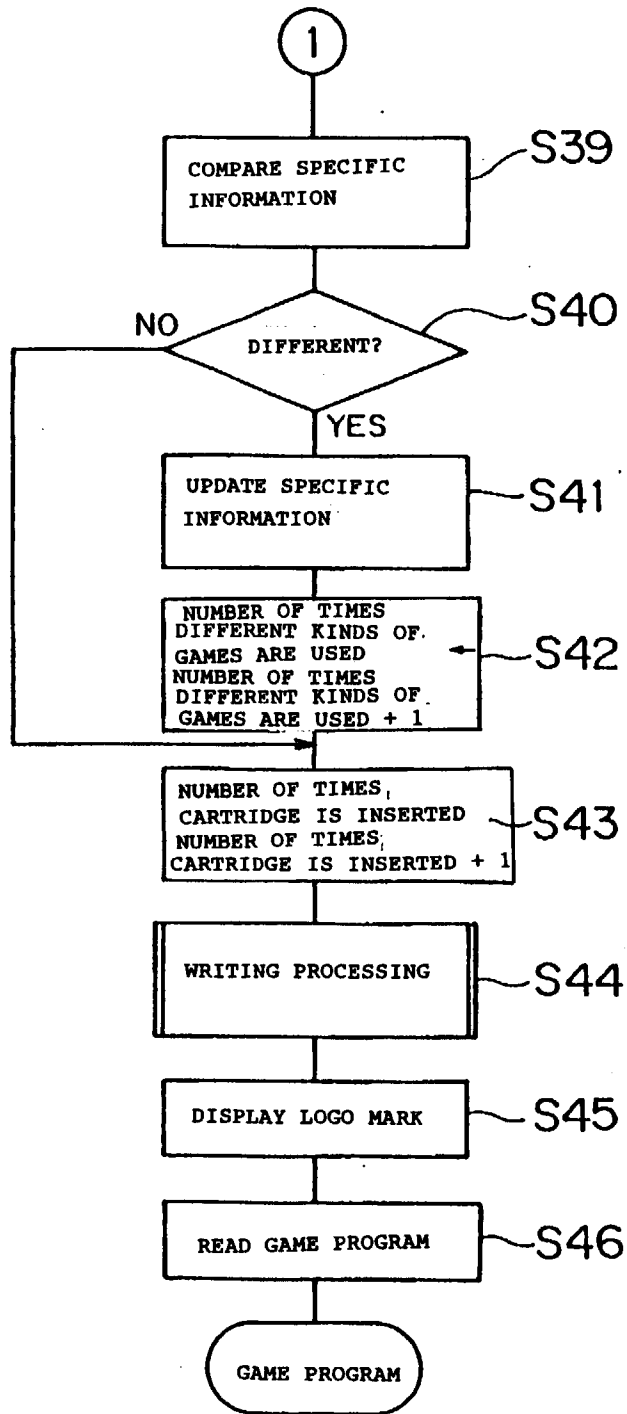 1
COMPARE SPECIFIC
INFORMATION
S39
DIFFERENT?
S40
NO
YES
UPDATE SPECIFIC
INFORMATION
S41
NUMBER OF TIMES
DIFFERENT KINDS OF
GAMES ARE USED ←
NUMBER OF TIMES
DIFFERENT KINDS OF
GAMES ARE USED + 1
S42
NUMBER OF TIMES
CARTRIDGE IS INSERTED
NUMBER OF TIMES
CARTRIDGE IS INSERTED + 1
S43
WRITING PROCESSING
S44
DISPLAY LOGO MARK
S45
READ GAME PROGRAM
S46
GAME PROGRAM